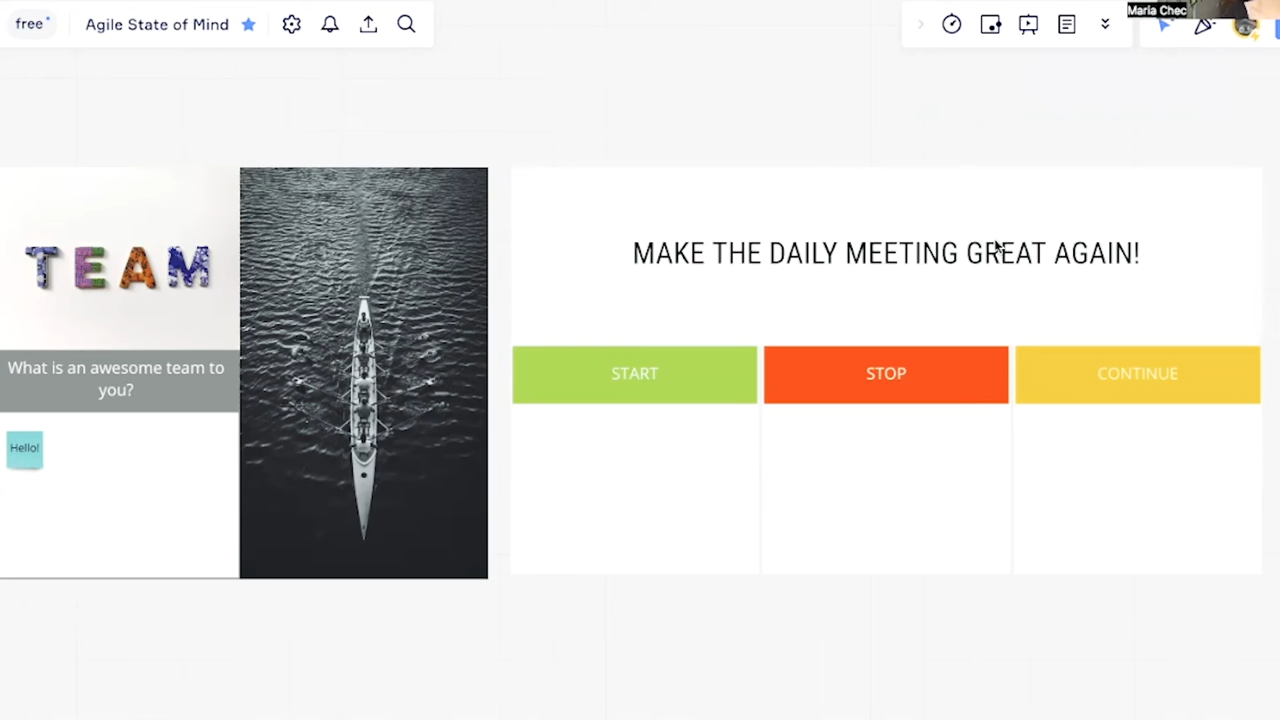 free
Agile State of Mind
Maria Chec
TEAM
What is an awesome team to
you?
Hello!
MAKE THE DAILY MEETING GREAT AGAIN!
START
STOP
CONTINUE